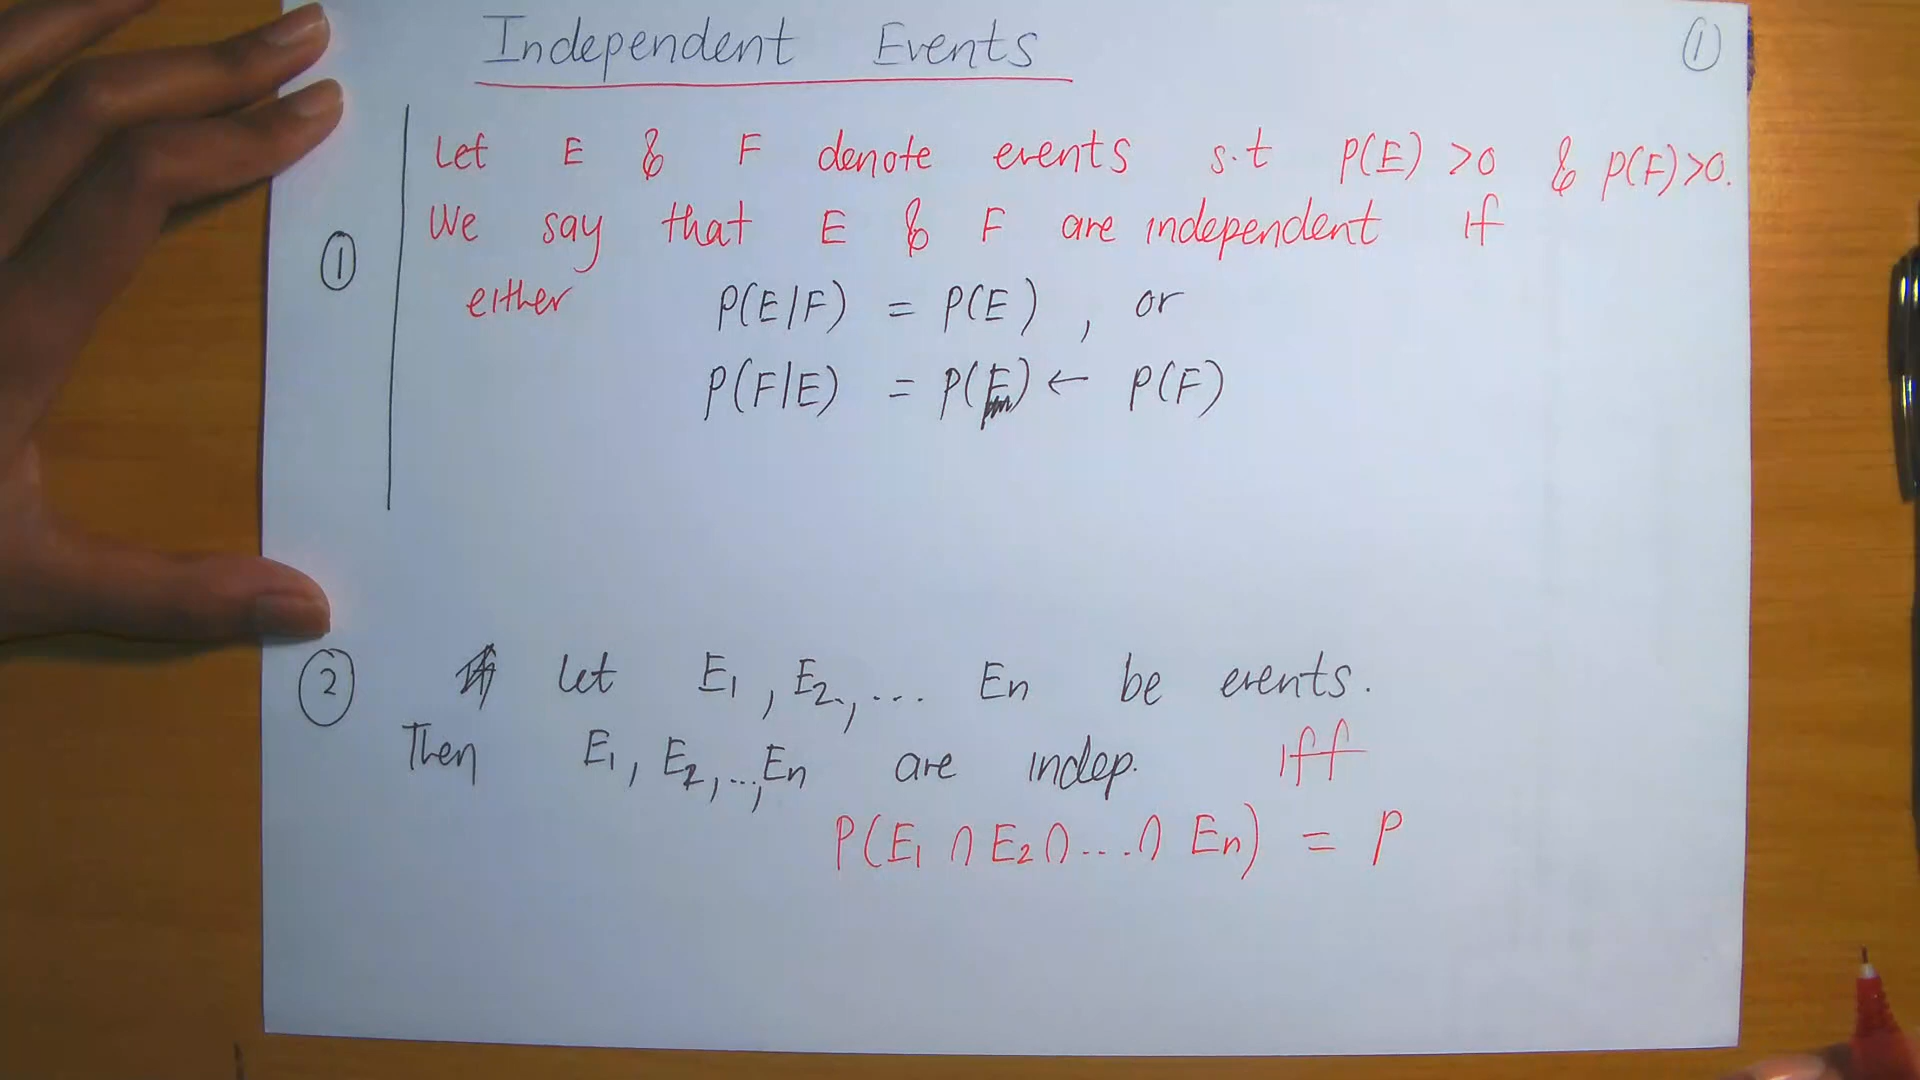 Independent Events
①
Let E & F denote events s.t P(E) >0 & P(F)>0.
We say that E & F are independent if
①
either P(E/F) = P(E) , or
P(F|E) = P(E) ← P(F)
② Let E₁, E₂, ... En be events.
Then E₁, E₂, ..., En are indep. iff
P(E₁ ∩ E₂ ∩ ... ∩ En) = P